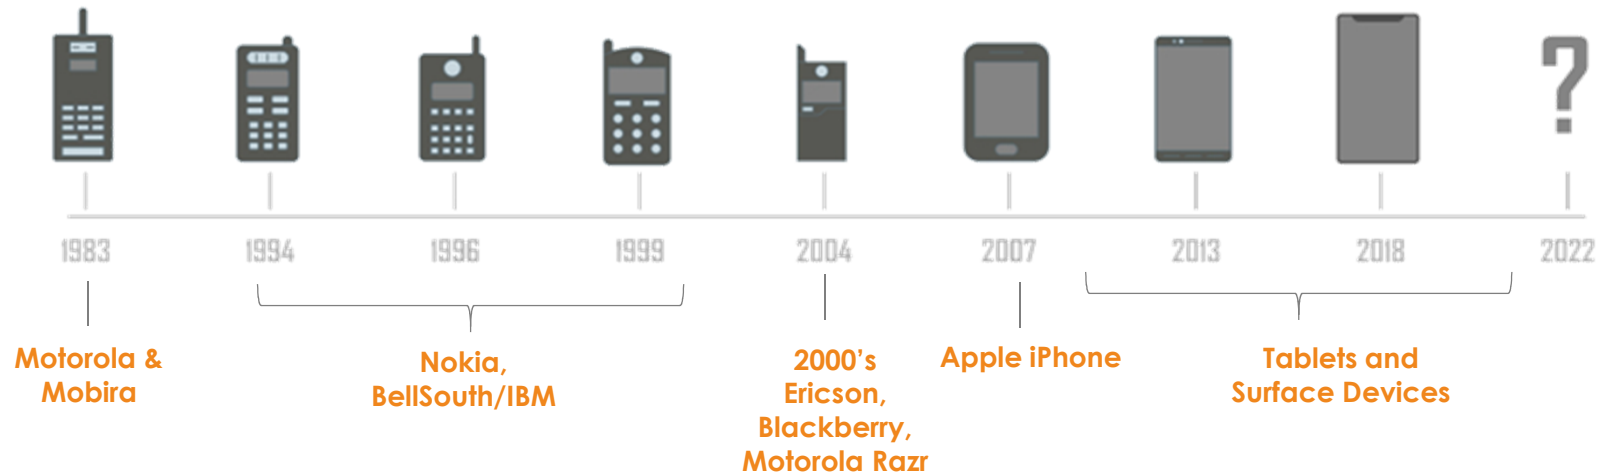 1983 1994 1996 1999 2004 2007 2013 2018 2022
Motorola &
Mobira
Nokia,
BellSouth/IBM
2000's
Ericson,
Blackberry,
Motorola Razr
Apple iPhone
Tablets and
Surface Devices
?